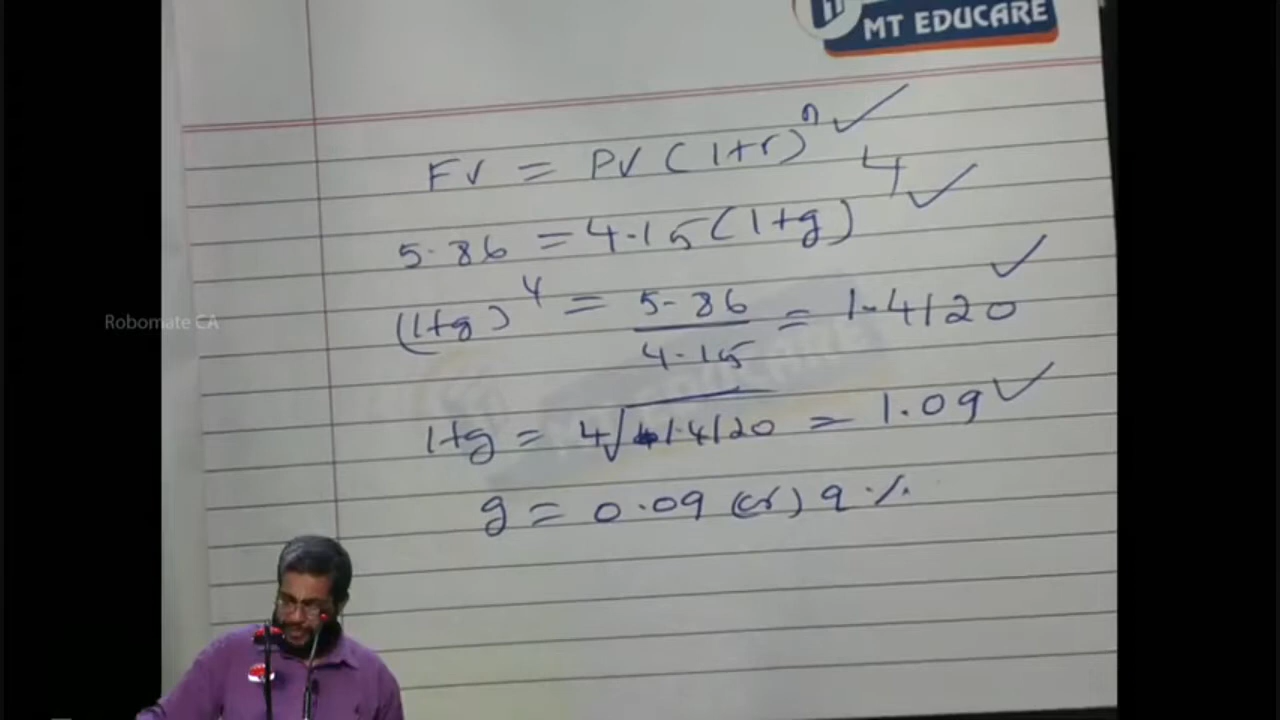 MT EDUCARE
FV = PV (1+r)^n ✓
5.86 = 4.15 (1+g)^4 ✓
(1+g)^4 = 5.86 / 4.15 = 1.4120 ✓
Robomate CA
1+g = 4√1.4120 = 1.09 ✓
g = 0.09 (or) 9%